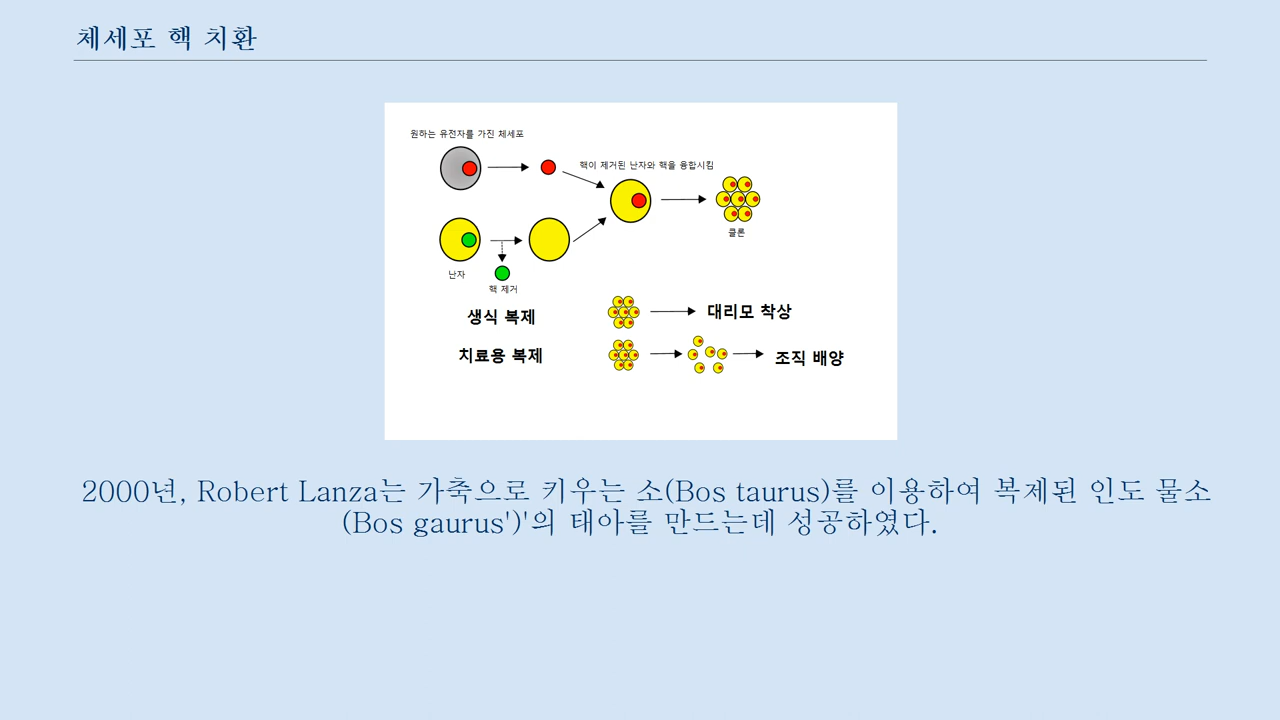 체세포 핵 치환
원하는 유전자를 가진 체세포
핵이 제거된 난자와 핵을 융합시킴
클론
난자
핵 제거
생식 복제
대리모 착상
치료용 복제
조직 배양
2000년, Robert Lanza는 가축으로 키우는 소(Bos taurus)를 이용하여 복제된 인도 물소
(Bos gaurus')'의 태아를 만드는데 성공하였다.